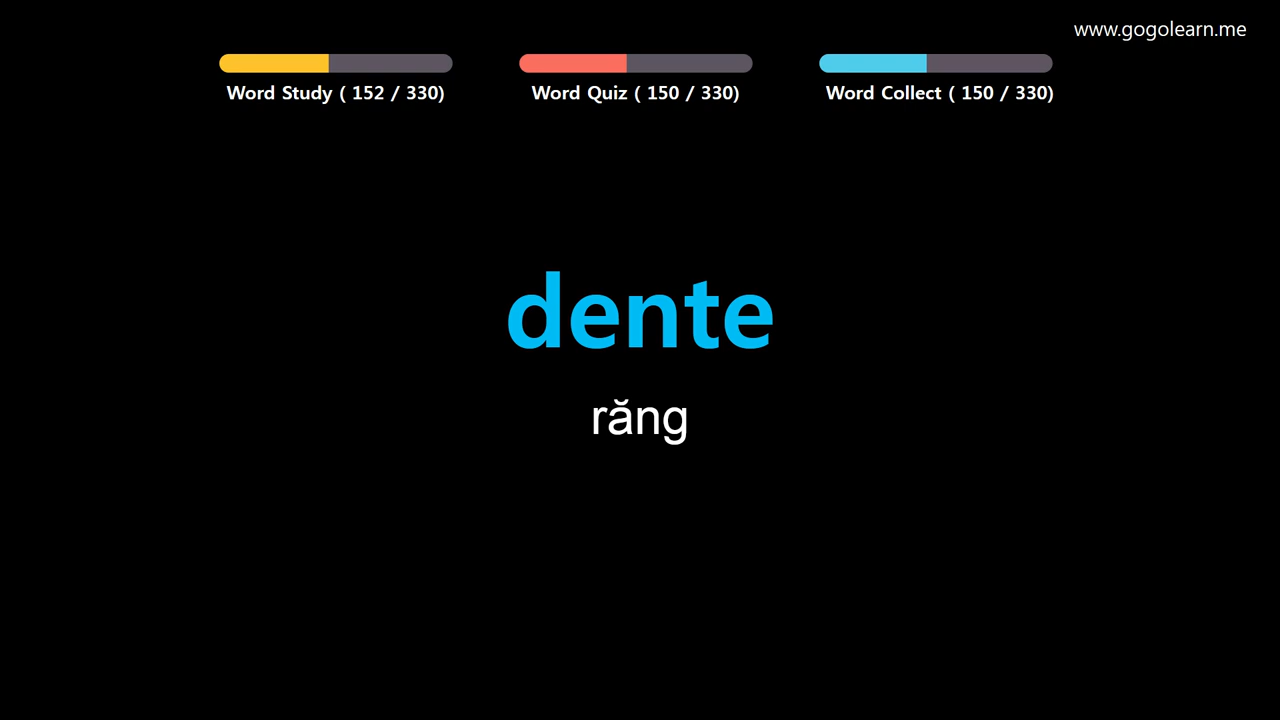 www.gogolearn.me
Word Study ( 152 / 330)
Word Quiz ( 150 / 330)
Word Collect ( 150 / 330)
dente
răng